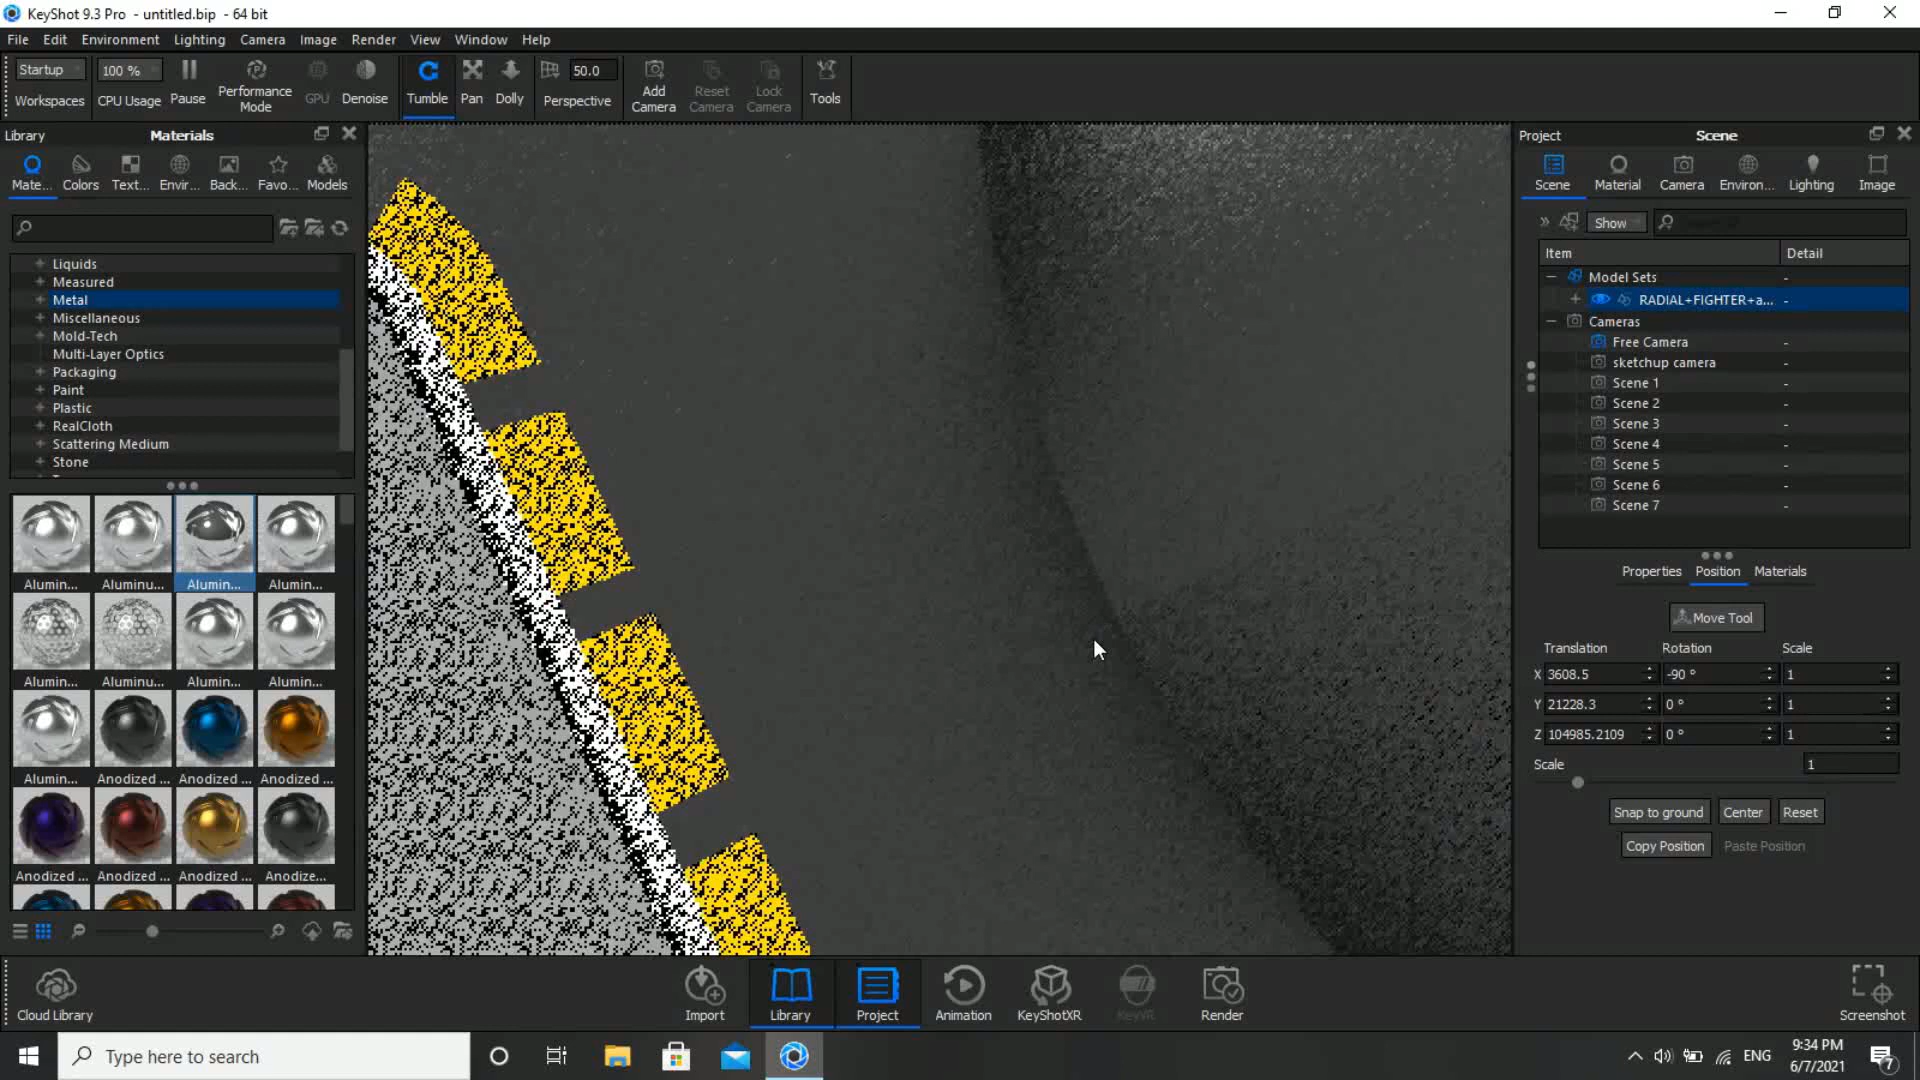 KeyShot 9.3 Pro - untitled.bip - 64 bit
File Edit Environment Lighting Camera Image Render View Window Help
Startup 100 % 50.0
Workspaces CPU Usage Pause Performance Mode GPU Denoise Tumble Pan Dolly Perspective Add Camera Reset Camera Lock Camera Tools
Library Materials
Mate... Colors Text... Envir... Back... Favo... Models
Liquids
Measured
Metal
Miscellaneous
Mold-Tech
Multi-Layer Optics
Packaging
Paint
Plastic
RealCloth
Scattering Medium
Stone
Alumin... Aluminu... Alumin... Alumin...
Alumin... Alumin... Alumin... Alumin...
Alumin... Anodized ... Anodized ... Anodized ...
Anodized ... Anodized ... Anodized ... Anodize...
Project Scene
Scene Material Camera Environ... Lighting Image
Show
Item Detail
Model Sets -
RADIAL+FIGHTER+a... -
Cameras
Free Camera -
sketchup camera -
Scene 1 -
Scene 2 -
Scene 3 -
Scene 4 -
Scene 5 -
Scene 6 -
Scene 7 -
Properties Position Materials
Move Tool
Translation Rotation Scale
X 3608.5 -90 ° 1
Y 21228.3 0 ° 1
Z 104985.2109 0 ° 1
Scale 1
Snap to ground Center Reset
Copy Position Paste Position
Cloud Library Import Library Project Animation KeyShotXR KeyVR Render Screenshot
Type here to search
ENG
9:34 PM
6/7/2021
7